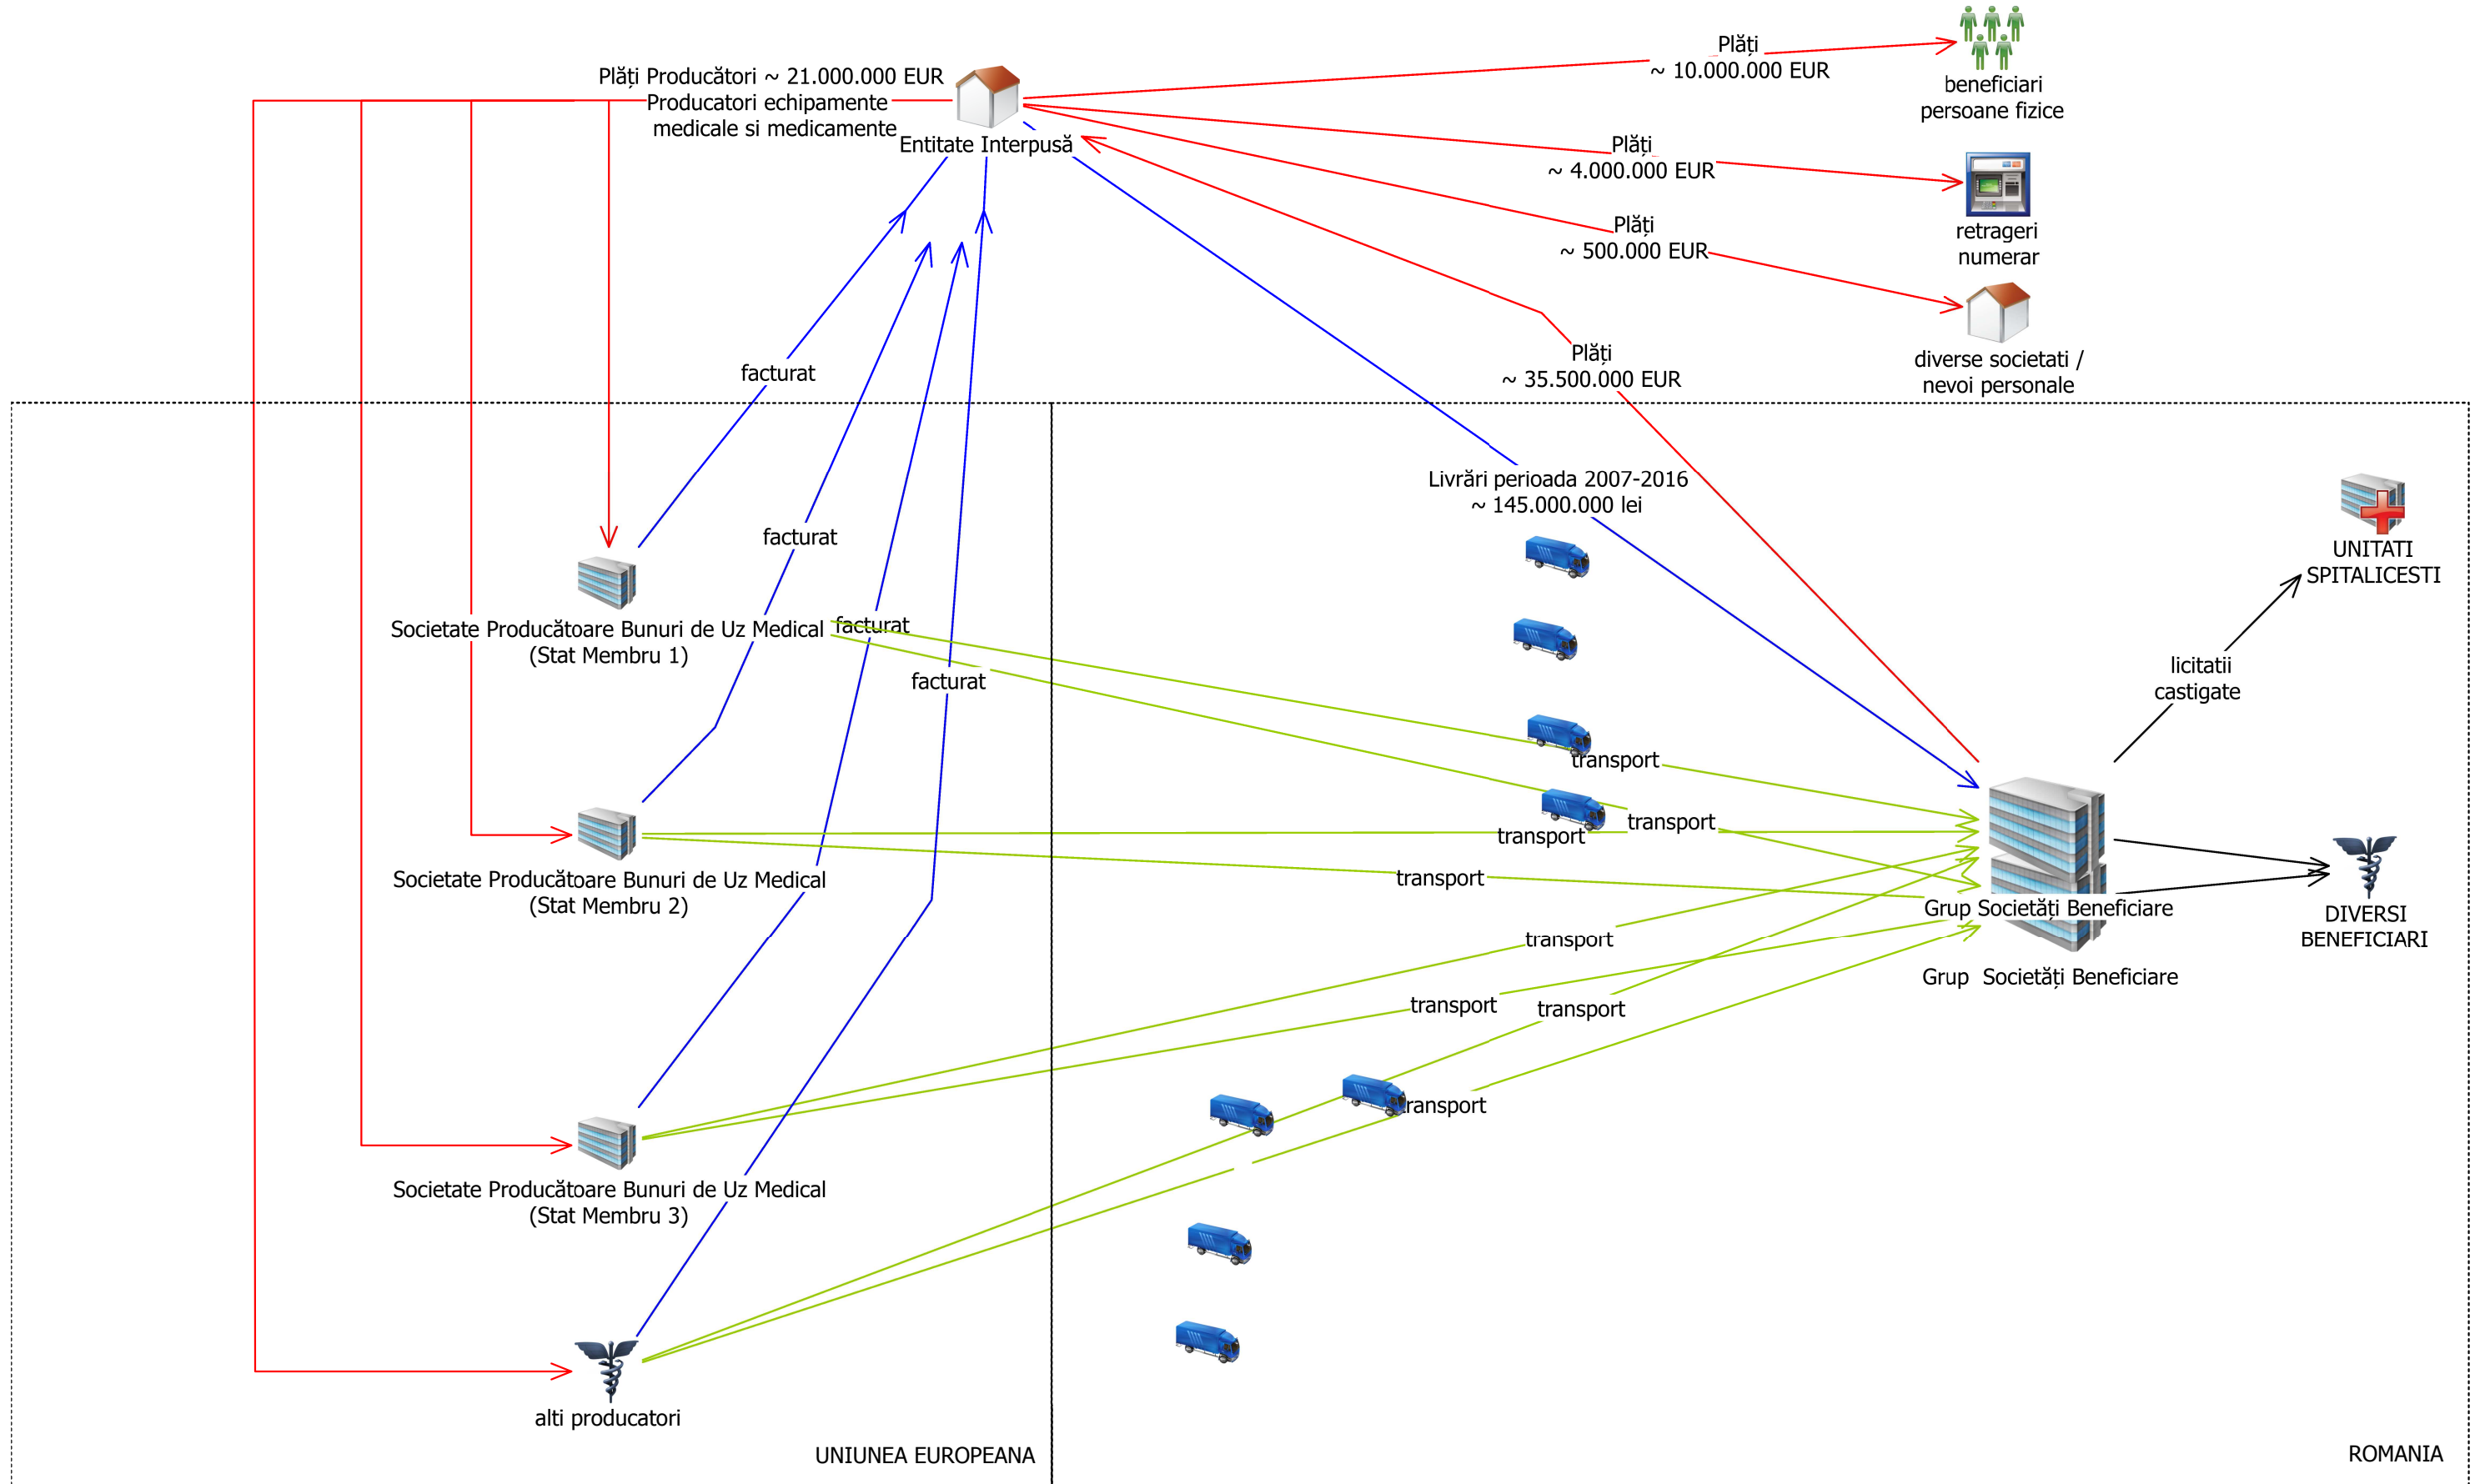 Plăți
~ 10.000.000 EUR
beneficiari
persoane fizice
Plăți Producători ~ 21.000.000 EUR
Producatori echipamente
medicale si medicamente
Entitate Interpusă
Plăți
~ 4.000.000 EUR
retrageri
numerar
Plăți
~ 500.000 EUR
diverse societati /
nevoi personale
Plăți
~ 35.500.000 EUR
facturat
Livrări perioada 2007-2016
~ 145.000.000 lei
facturat
UNITATI
SPITALICESTI
Societate Producătoare Bunuri de Uz Medical
(Stat Membru 1)
facturat
facturat
licitatii
castigate
transport
transport
transport
transport
Societate Producătoare Bunuri de Uz Medical
(Stat Membru 2)
Grup Societăți Beneficiare
DIVERSI
BENEFICIARI
transport
Grup  Societăți Beneficiare
transport
transport
transport
Societate Producătoare Bunuri de Uz Medical
(Stat Membru 3)
alti producatori
UNIUNEA EUROPEANA
ROMANIA